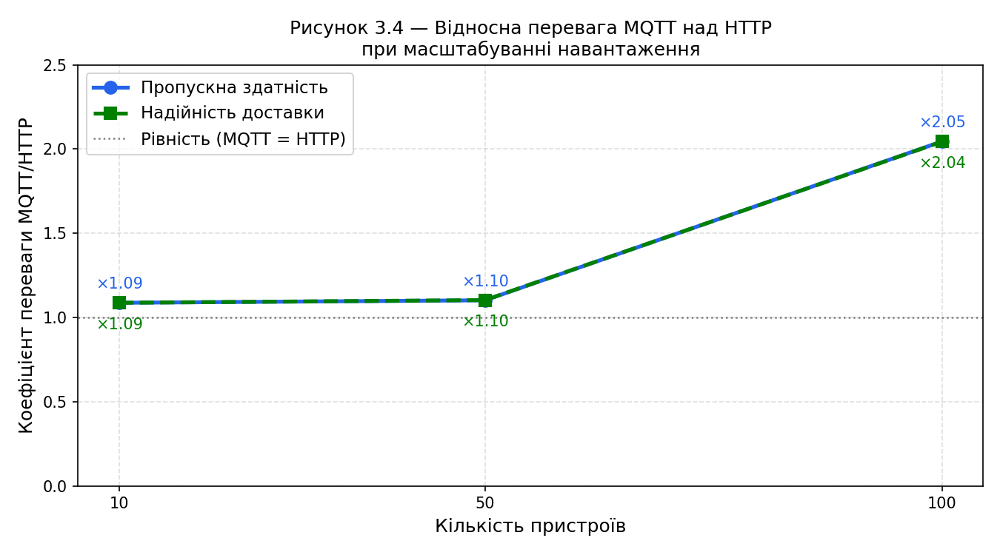 Рисунок 3.4 — Відносна перевага MQTT над HTTP
при масштабуванні навантаження
Коефіцієнт переваги MQTT/HTTP
2.5
2.0
1.5
1.0
0.5
0.0
Пропускна здатність
Надійність доставки
Рівність (MQTT = HTTP)
×1.09
×1.09
×1.10
×1.10
×2.05
×2.04
10
50
100
Кількість пристроїв